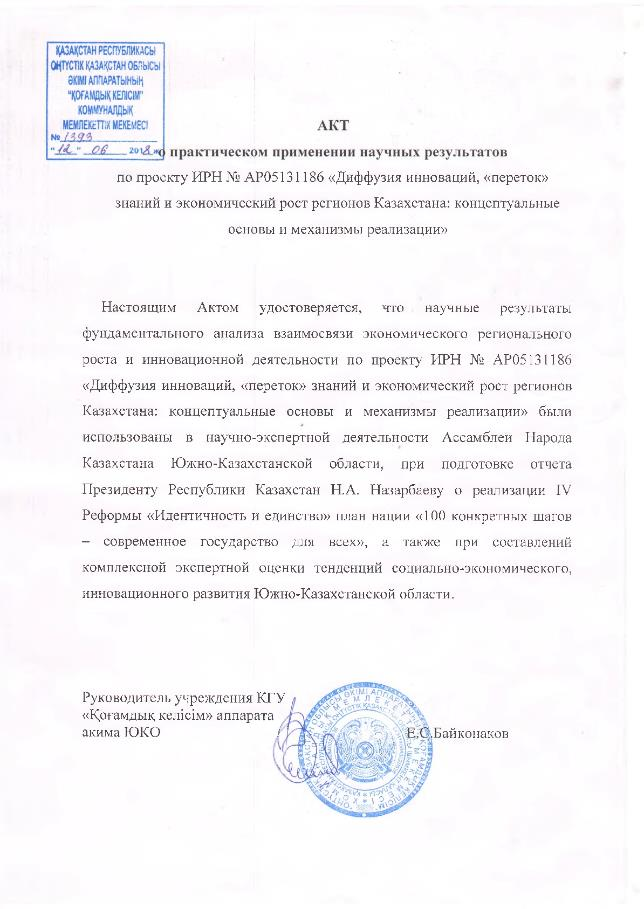 ҚАЗАҚСТАН РЕСПУБЛИКАСЫ
ОҢТҮСТІК ҚАЗАҚСТАН ОБЛЫСЫ
ӘКІМІ АППАРАТЫНЫҢ
"ҚОҒАМДЫҚ КЕЛІСІМ"
КОММУНАЛДЫҚ
МЕМЛЕКЕТТІК МЕКЕМЕСІ
№ 1393
"12" 06 2018 ж.
АКТ
о практическом применении научных результатов
по проекту ИРН № АР05131186 «Диффузия инноваций, «переток»
знаний и экономический рост регионов Казахстана: концептуальные
основы и механизмы реализации»
Настоящим Актом удостоверяется, что научные результаты
фундаментального анализа взаимосвязи экономического регионального
роста и инновационной деятельности по проекту ИРН № АР05131186
«Диффузия инноваций, «переток» знаний и экономический рост регионов
Казахстана: концептуальные основы и механизмы реализации» были
использованы в научно-экспертной деятельности Ассамблеи Народа
Казахстана Южно-Казахстанской области, при подготовке отчета
Президенту Республики Казахстан Н.А. Назарбаеву о реализации IV
Реформы «Идентичность и единство» план нации «100 конкретных шагов
– современное государство для всех», а также при составлений
комплексной экспертной оценки тенденций социально-экономического,
инновационного развития Южно-Казахстанской области.
Руководитель учреждения КГУ
«Қоғамдық келісім» аппарата
акима ЮКО Е.С.Байконаков